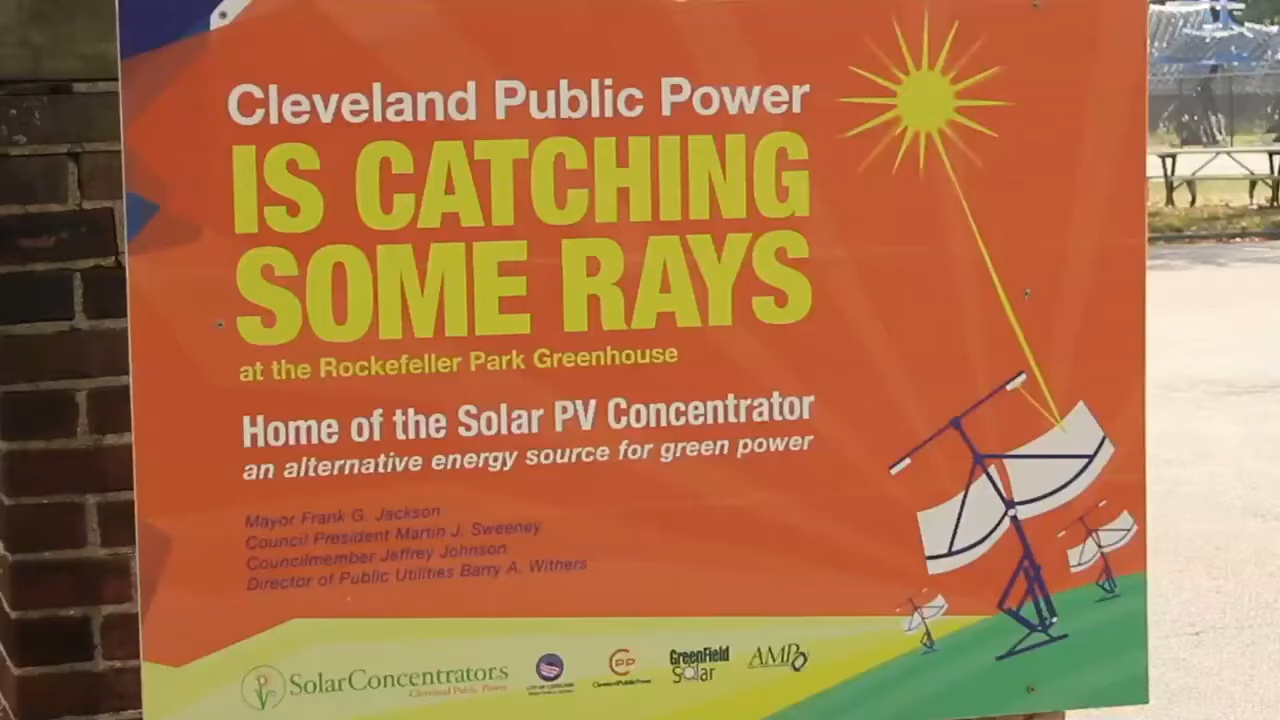 Cleveland Public Power
IS CATCHING
SOME RAYS
at the Rockefeller Park Greenhouse
Home of the Solar PV Concentrator
an alternative energy source for green power
Mayor Frank G. Jackson
Council President Martin J. Sweeney
Councilmember Jeffrey Johnson
Director of Public Utilities Barry A. Withers
SolarConcentrators
Cleveland Public Power
CPP
Cleveland Public Power
GreenField
Solar
AMP